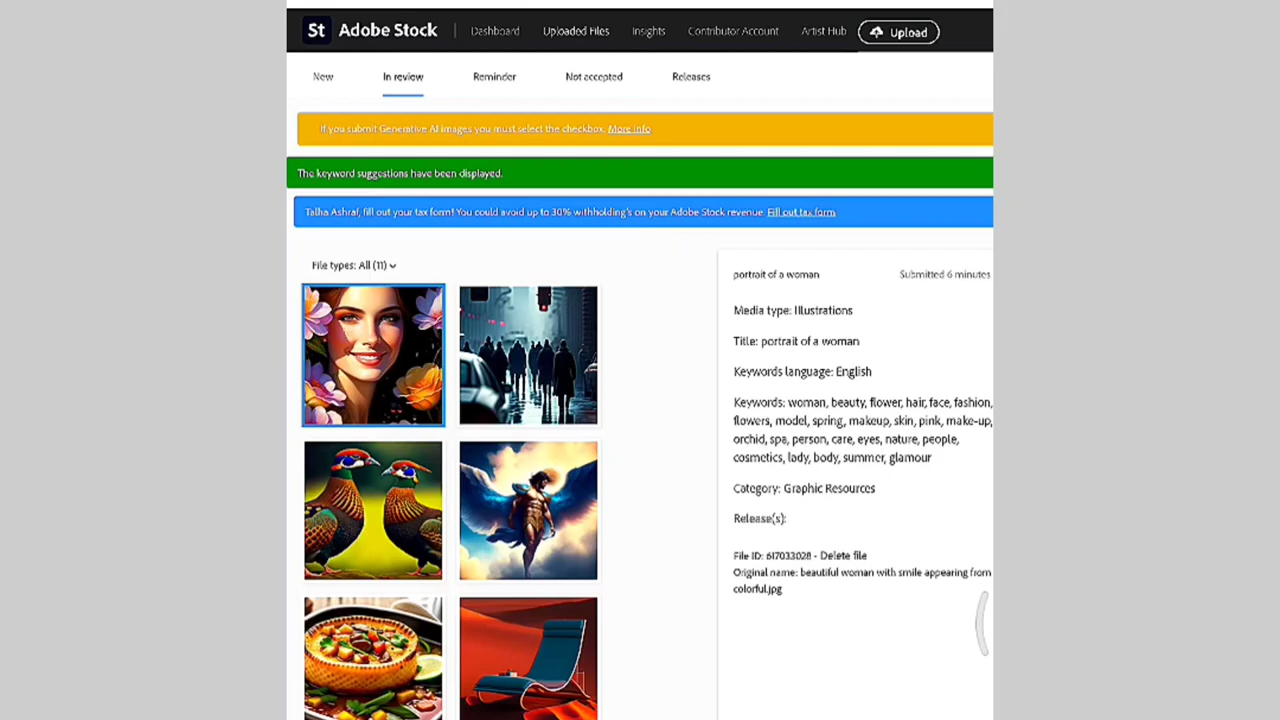 St Adobe Stock Dashboard Uploaded Files Insights Contributor Account Artist Hub Upload
New In review Reminder Not accepted Releases
If you submit Generative AI images you must select the checkbox. More info
The keyword suggestions have been displayed.
Talha Ashraf, fill out your tax form! You could avoid up to 30% withholding's on your Adobe Stock revenue. Fill out tax form
File types: All (11)
portrait of a woman Submitted 6 minutes
Media type: Illustrations
Title: portrait of a woman
Keywords language: English
Keywords: woman, beauty, flower, hair, face, fashion,
flowers, model, spring, makeup, skin, pink, make-up,
orchid, spa, person, care, eyes, nature, people,
cosmetics, lady, body, summer, glamour
Category: Graphic Resources
Release(s):
File ID: 617033028 - Delete file
Original name: beautiful woman with smile appearing from
colorful.jpg